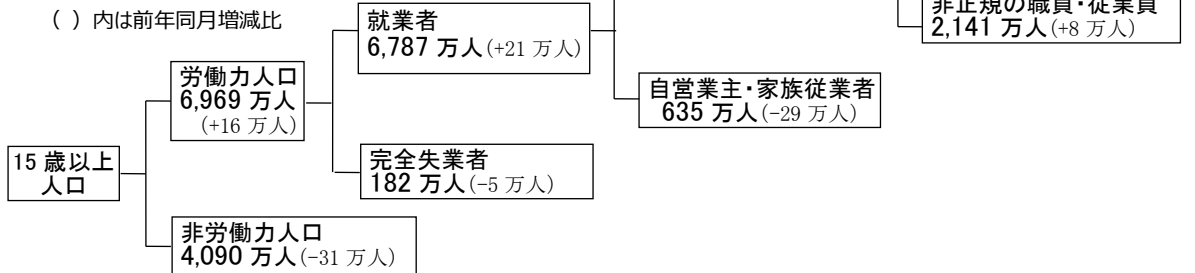 ( ) 内は前年同月増減比
非正規の職員・従業員
2,141 万人(+8 万人)
就業者
6,787 万人(+21 万人)
自営業主・家族従業者
635 万人(-29 万人)
労働力人口
6,969 万人
(+16 万人)
完全失業者
182 万人(-5 万人)
15 歳以上
人口
非労働力人口
4,090 万人(-31 万人)